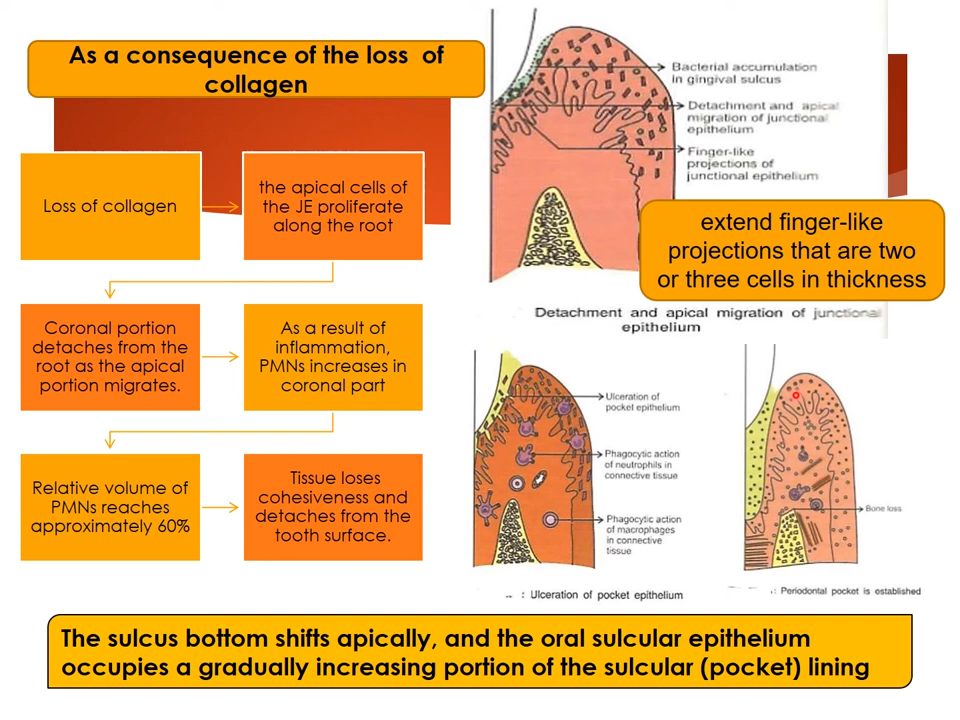 As a consequence of the loss of
collagen
Loss of collagen
the apical cells of
the JE proliferate
along the root
Coronal portion
detaches from the
root as the apical
portion migrates.
As a result of
inflammation,
PMNs increases in
coronal part
Relative volume of
PMNs reaches
approximately 60%
Tissue loses
cohesiveness and
detaches from the
tooth surface.
Bacterial accumulation
in gingival sulcus
Detachment and apical
migration of junctional
epithelium
Finger-like
projections of
junctional epithelium
extend finger-like
projections that are two
or three cells in thickness
Detachment and apical migration of junctional
epithelium
Ulceration of
pocket epithelium
Phagocytic action
of neutrophils in
connective tissue
Phagocytic action
of macrophages in
connective
tissue
: Ulceration of pocket epithelium
Bone loss
: Periodontal pocket is established
The sulcus bottom shifts apically, and the oral sulcular epithelium
occupies a gradually increasing portion of the sulcular (pocket) lining